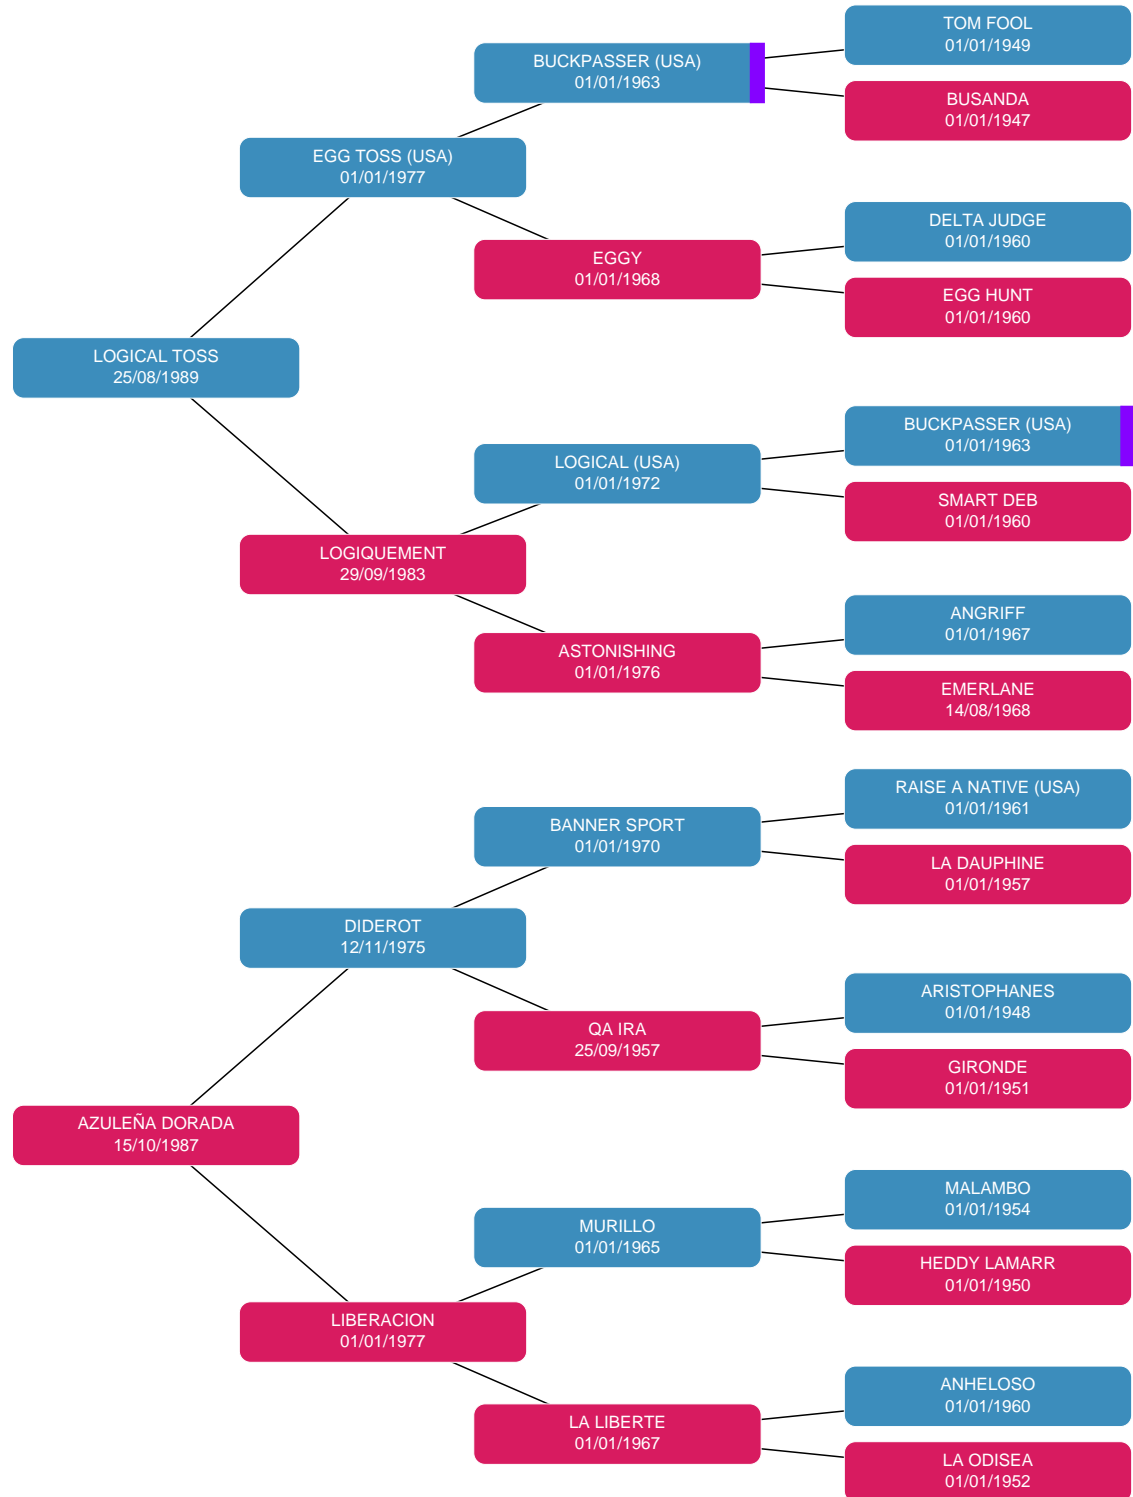 TOM FOOL
01/01/1949
BUCKPASSER (USA)
01/01/1963
BUSANDA
01/01/1947
EGG TOSS (USA)
01/01/1977
DELTA JUDGE
01/01/1960
EGGY
01/01/1968
EGG HUNT
01/01/1960
LOGICAL TOSS
25/08/1989
BUCKPASSER (USA)
01/01/1963
LOGICAL (USA)
01/01/1972
SMART DEB
01/01/1960
LOGIQUEMENT
29/09/1983
ANGRIFF
01/01/1967
ASTONISHING
01/01/1976
EMERLANE
14/08/1968
RAISE A NATIVE (USA)
01/01/1961
BANNER SPORT
01/01/1970
LA DAUPHINE
01/01/1957
DIDEROT
12/11/1975
ARISTOPHANES
01/01/1948
QA IRA
25/09/1957
GIRONDE
01/01/1951
AZULEÑA DORADA
15/10/1987
MALAMBO
01/01/1954
MURILLO
01/01/1965
HEDDY LAMARR
01/01/1950
LIBERACION
01/01/1977
ANHELOSO
01/01/1960
LA LIBERTE
01/01/1967
LA ODISEA
01/01/1952